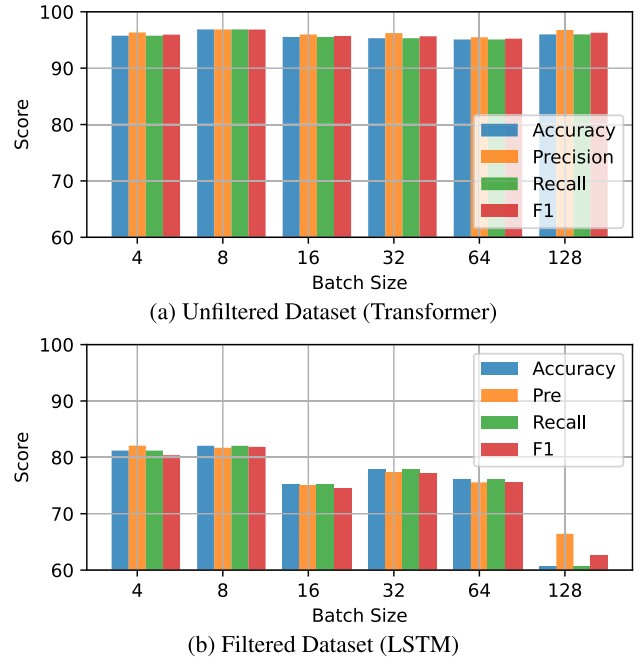 100
90
80
70
60
Score
Accuracy
Precision
Recall
F1
4 8 16 32 64 128
Batch Size
(a) Unfiltered Dataset (Transformer)
100
90
80
70
60
Score
Accuracy
Pre
Recall
F1
4 8 16 32 64 128
Batch Size
(b) Filtered Dataset (LSTM)